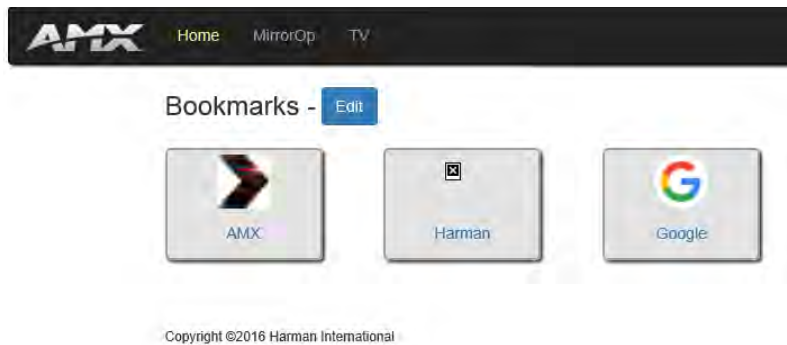 AMX Home MirrorOp TV
Bookmarks - Edit
AMX Harman Google
Copyright ©2016 Harman International